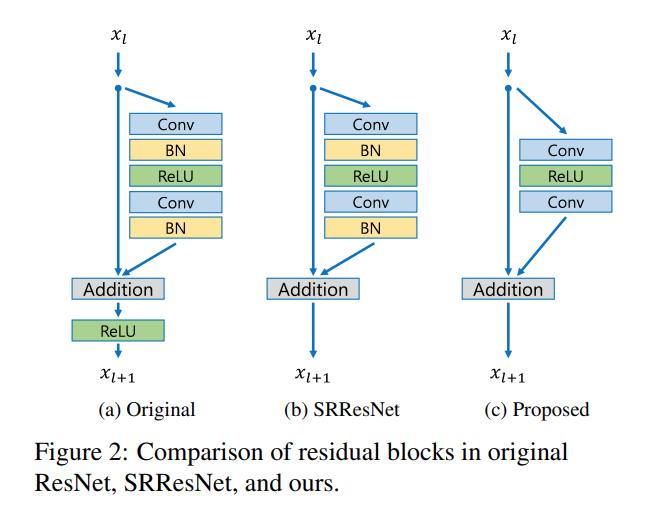 x_l
Conv
BN
ReLU
Conv
BN
Addition
ReLU
x_{l+1}
(a) Original
x_l
Conv
BN
ReLU
Conv
BN
Addition
x_{l+1}
(b) SRResNet
x_l
Conv
ReLU
Conv
Addition
x_{l+1}
(c) Proposed
Figure 2: Comparison of residual blocks in original
ResNet, SRResNet, and ours.